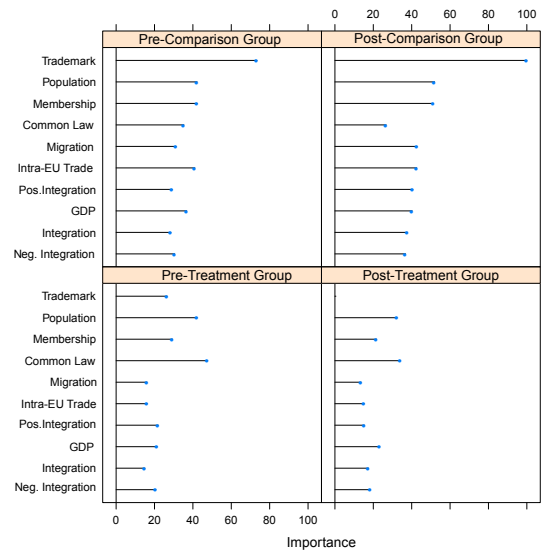 0 20 40 60 80 100
Pre-Comparison Group
Post-Comparison Group
Trademark
Population
Membership
Common Law
Migration
Intra-EU Trade
Pos.Integration
GDP
Integration
Neg. Integration
Pre-Treatment Group
Post-Treatment Group
Trademark
Population
Membership
Common Law
Migration
Intra-EU Trade
Pos.Integration
GDP
Integration
Neg. Integration
0 20 40 60 80 100
Importance